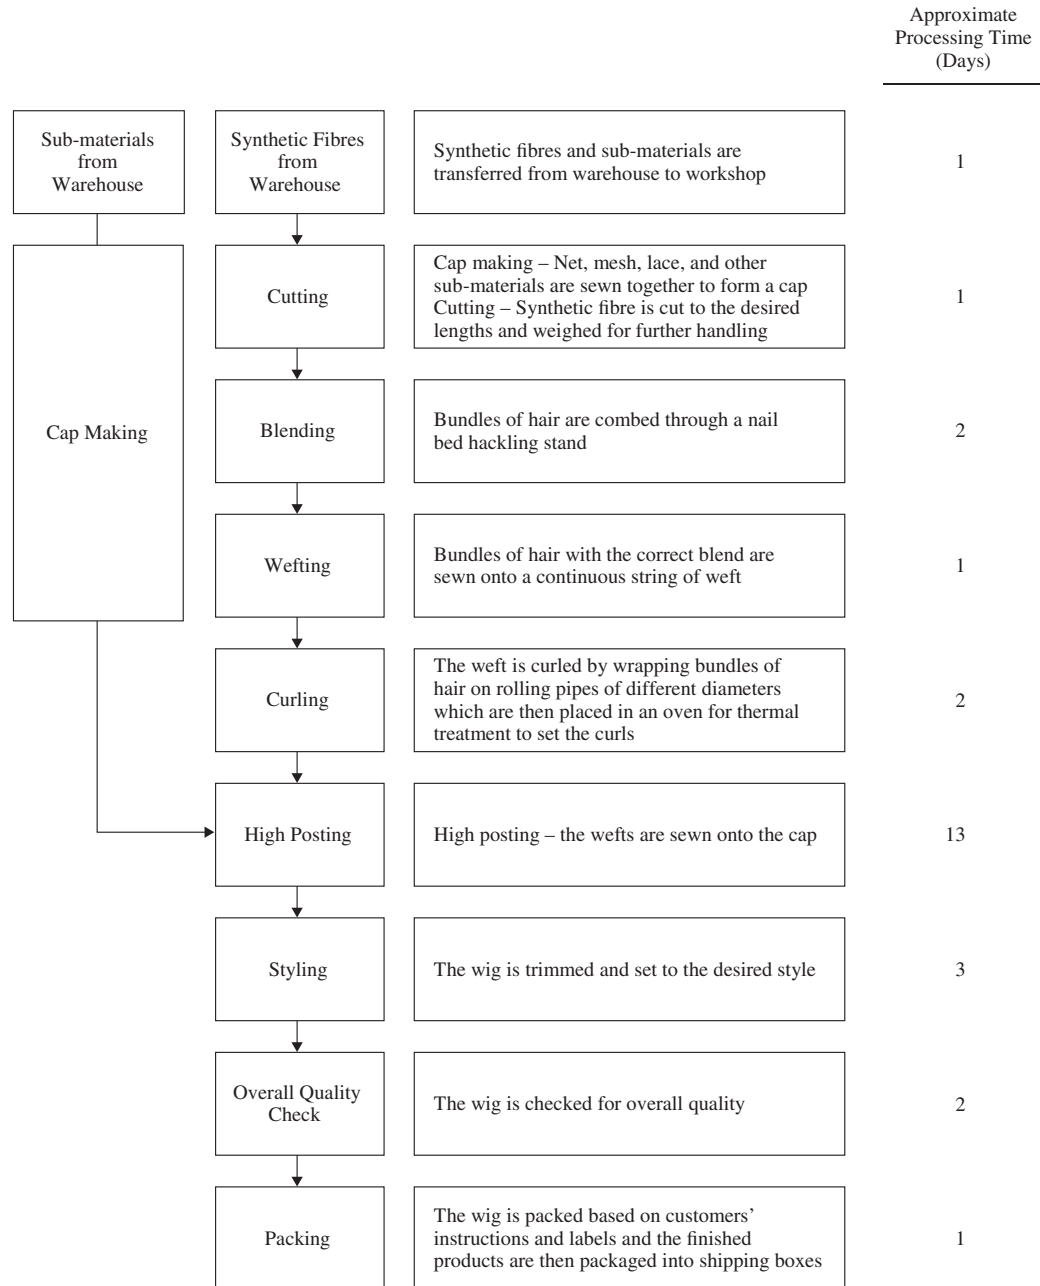 Approximate
Processing Time
(Days)
Sub-materials
from
Warehouse
Synthetic Fibres
from
Warehouse
Synthetic fibres and sub-materials are
transferred from warehouse to workshop
1
Cap Making
Cutting
Cap making – Net, mesh, lace, and other
sub-materials are sewn together to form a cap
Cutting – Synthetic fibre is cut to the desired
lengths and weighed for further handling
1
Blending
Bundles of hair are combed through a nail
bed hackling stand
2
Wefting
Bundles of hair with the correct blend are
sewn onto a continuous string of weft
1
Curling
The weft is curled by wrapping bundles of
hair on rolling pipes of different diameters
which are then placed in an oven for thermal
treatment to set the curls
2
High Posting
High posting – the wefts are sewn onto the cap
13
Styling
The wig is trimmed and set to the desired style
3
Overall Quality
Check
The wig is checked for overall quality
2
Packing
The wig is packed based on customers’
instructions and labels and the finished
products are then packaged into shipping boxes
1